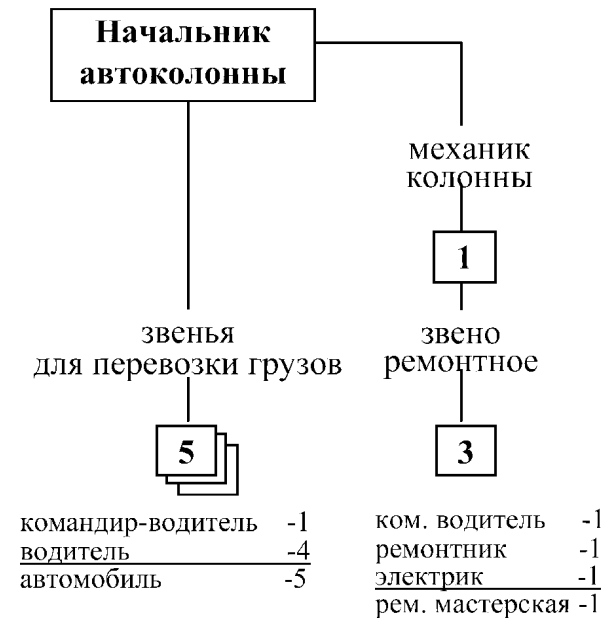 Начальник
автоколонны
механик
колонны
1
звенья
для перевозки грузов
звено
ремонтное
5
3
командир-водитель -1
водитель -4
автомобиль -5
ком. водитель -1
ремонтник -1
электрик -1
рем. мастерская -1